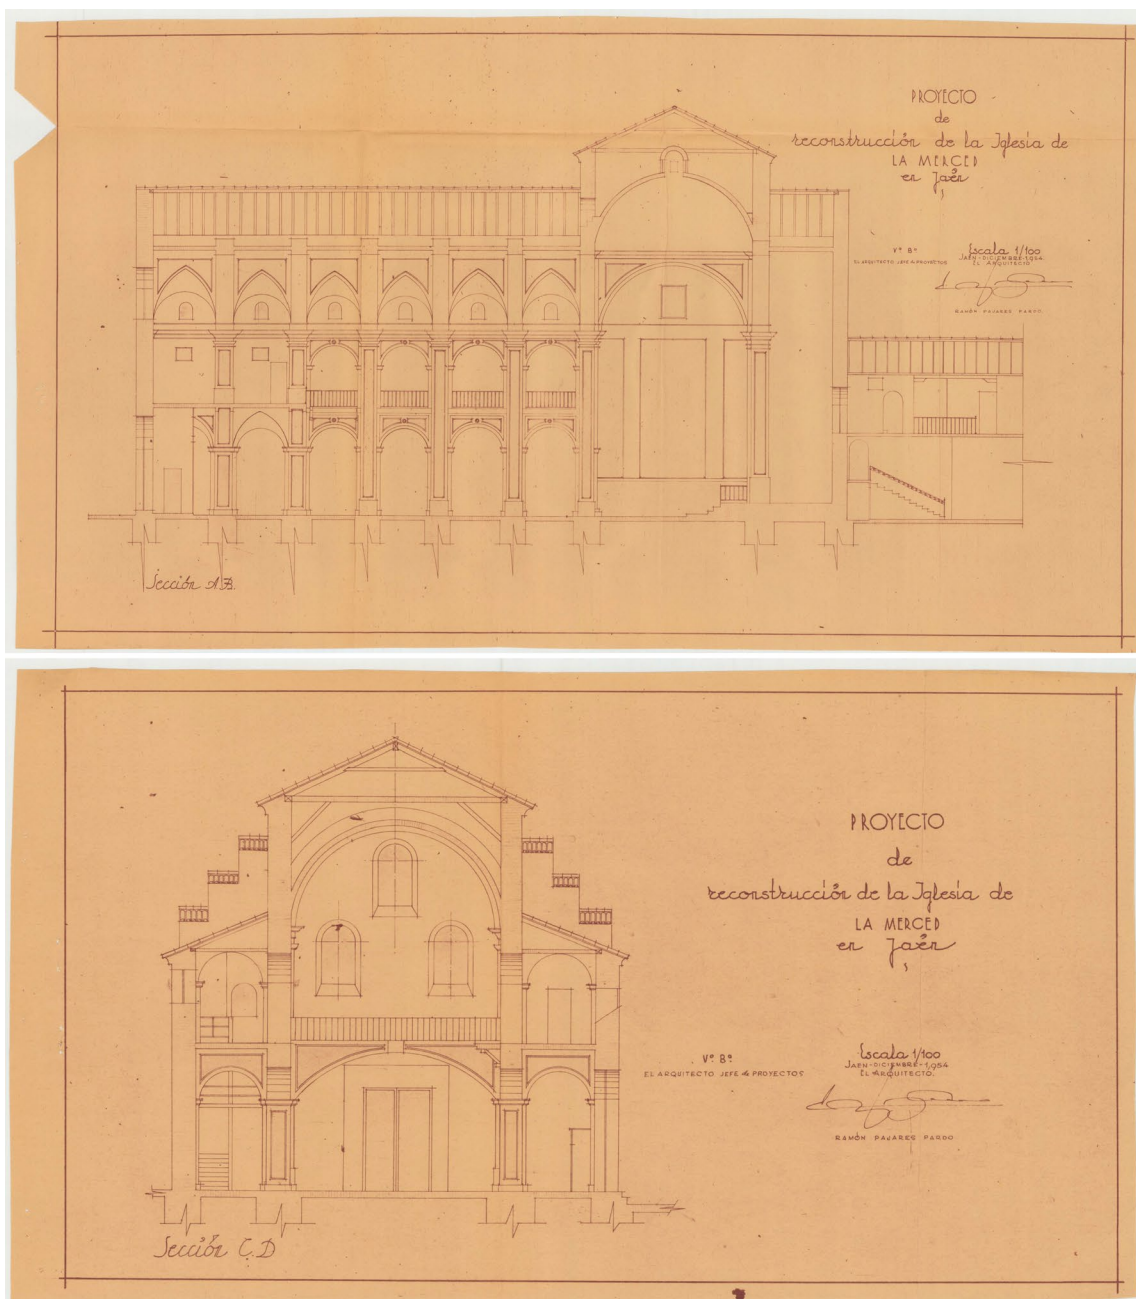 PROYECTO
de
reconstrucción de la Iglesia de
LA MERCED
en Jaén
Vº Bº
EL ARQUITECTO JEFE de PROYECTOS
Escala 1/100
JAEN-DICIEMBRE-1,954
EL ARQUITECTO
RAMÓN PAJARES PARDO
Sección A.B.
PROYECTO
de
reconstrucción de la Iglesia de
LA MERCED
en Jaén
Vº Bº
EL ARQUITECTO JEFE de PROYECTOS
Escala 1/100
JAEN-DICIEMBRE-1,954
EL ARQUITECTO.
RAMÓN PAJARES PARDO
Sección C.D